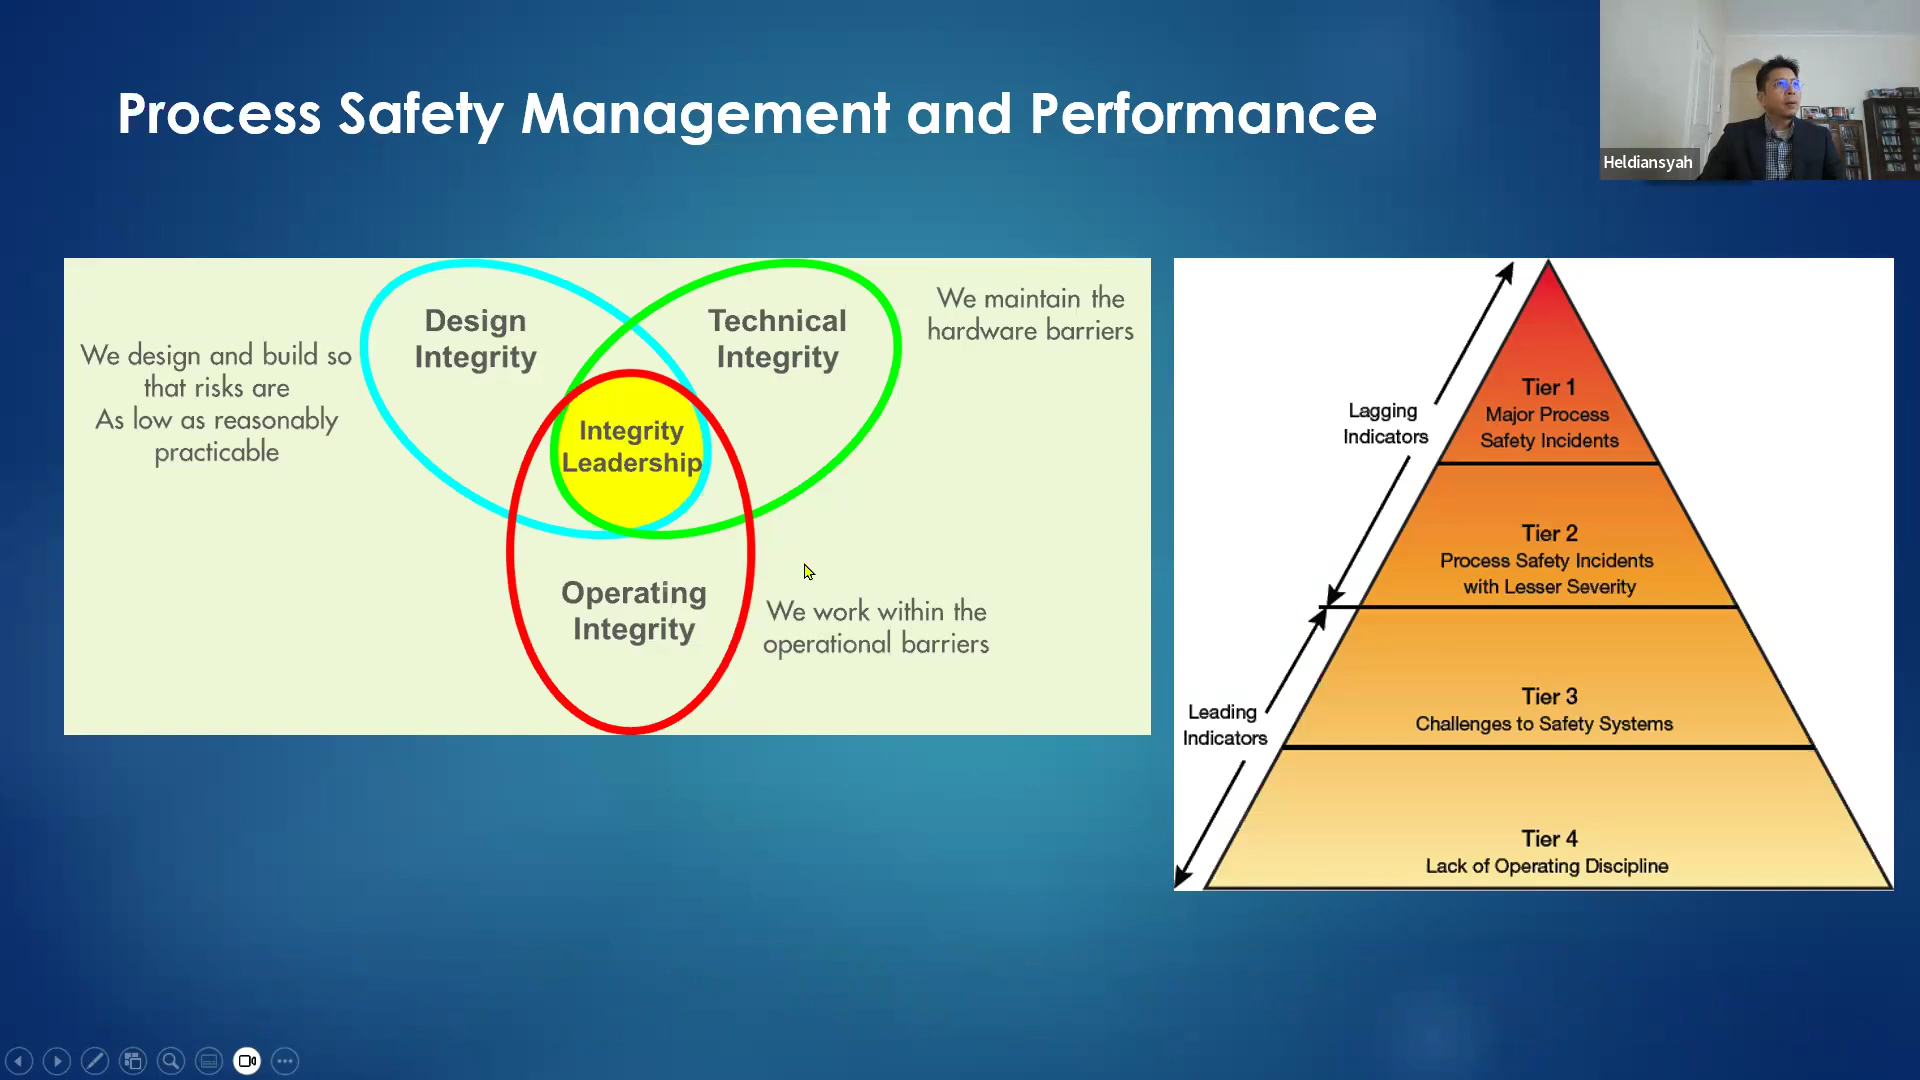 Process Safety Management and Performance
Heldiansyah
We design and build so
that risks are
As low as reasonably
practicable
Design
Integrity
Technical
Integrity
We maintain the
hardware barriers
Integrity
Leadership
Operating
Integrity
We work within the
operational barriers
Lagging
Indicators
Leading
Indicators
Tier 1
Major Process
Safety Incidents
Tier 2
Process Safety Incidents
with Lesser Severity
Tier 3
Challenges to Safety Systems
Tier 4
Lack of Operating Discipline